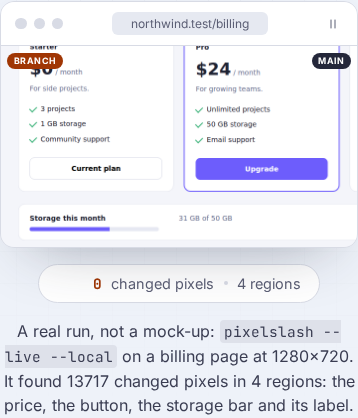 northwind.test/billing
Starter
Pro
BRANCH
MAIN
$0 / month
$24 / month
For side projects.
For growing teams.
3 projects
Unlimited projects
1 GB storage
50 GB storage
Community support
Email support
Current plan
Upgrade
Storage this month
31 GB of 50 GB
0 changed pixels • 4 regions
A real run, not a mock-up: pixelslash --
live --local on a billing page at 1280×720.
It found 13717 changed pixels in 4 regions: the
price, the button, the storage bar and its label.